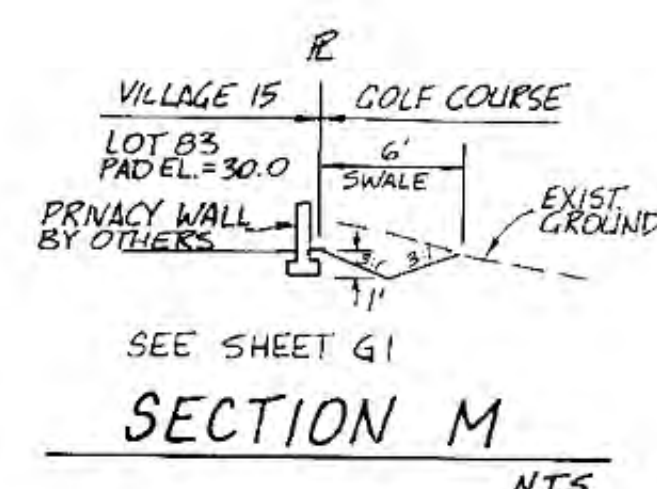 PL
VILLAGE 15 GOLF COURSE
LOT 83
PAD EL.=30.0
6'
SWALE
PRIVACY WALL
BY OTHERS
EXIST.
GROUND
3:1 3:1
1'
SEE SHEET G1
SECTION M
NTS